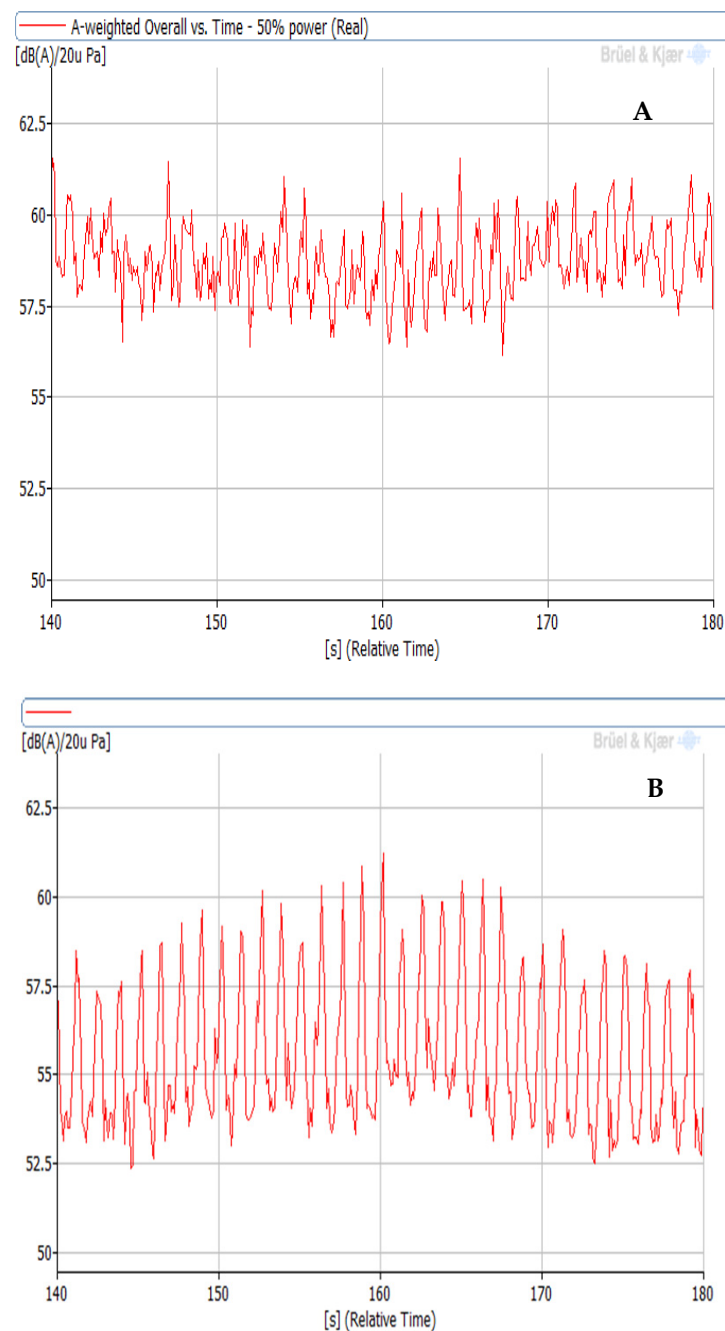 A-weighted Overall vs. Time - 50% power (Real)
[dB(A)/20u Pa]
Brüel & Kjær
A
62.5
60
57.5
55
52.5
50
140 150 160 170 180
[s] (Relative Time)
[dB(A)/20u Pa]
Brüel & Kjær
B
62.5
60
57.5
55
52.5
50
140 150 160 170 180
[s] (Relative Time)